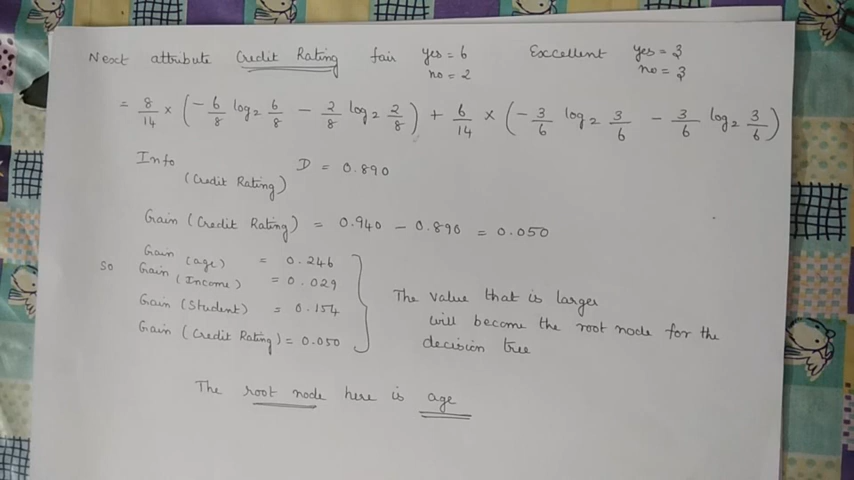 Next attribute Credit Rating fair yes = 6 Excellent yes = 3
no = 2 no = 3
= 8/14 × ( - 6/8 log₂ 6/8 - 2/8 log₂ 2/8 ) + 6/14 × ( - 3/6 log₂ 3/6 - 3/6 log₂ 3/6 )
Info (Credit Rating) D = 0.890
Gain (Credit Rating) = 0.940 - 0.890 = 0.050
So Gain (age) = 0.246
Gain (Income) = 0.029
Gain (Student) = 0.154
Gain (Credit Rating) = 0.050
The value that is larger
will become the root node for the
decision tree
The root node here is age